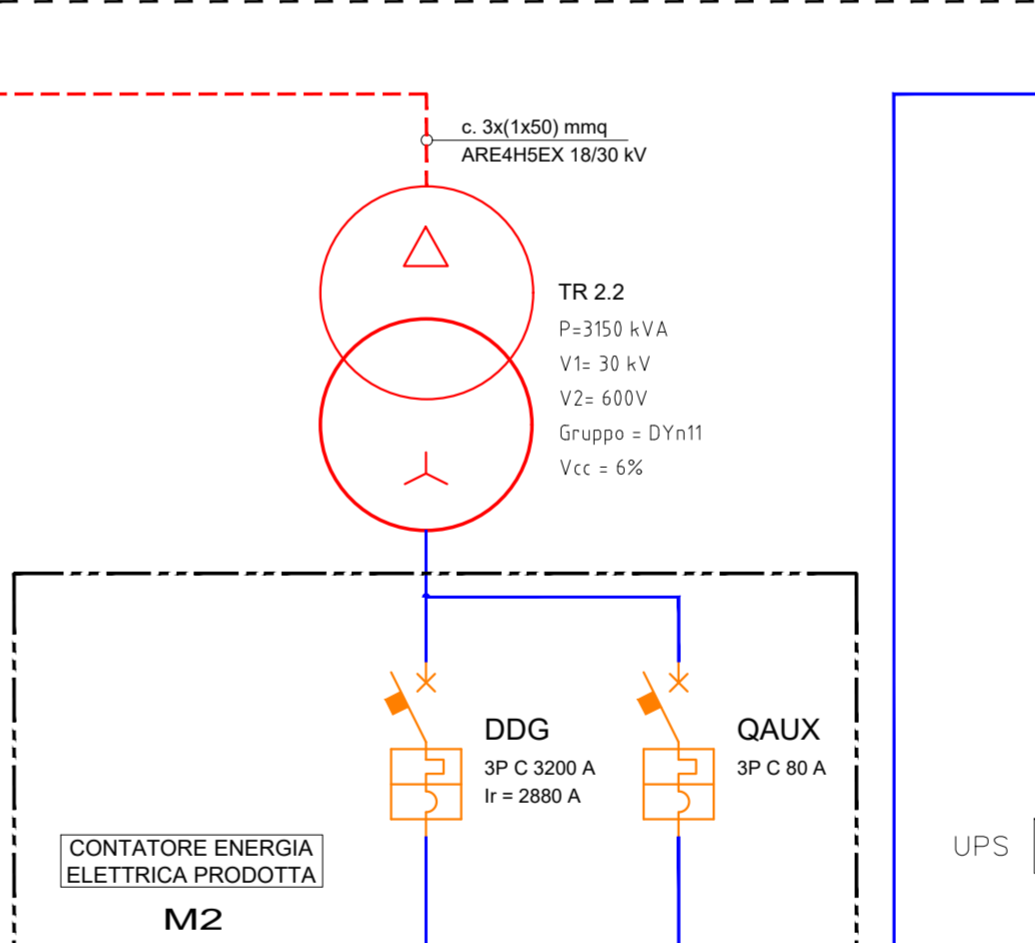 c. 3x(1x50) mmq
ARE4H5EX 18/30 kV
TR 2.2
P=3150 kVA
V1= 30 kV
V2= 600V
Gruppo = DYn11
Vcc = 6%
DDG
3P C 3200 A
Ir = 2880 A
QAUX
3P C 80 A
CONTATORE ENERGIA
ELETTRICA PRODOTTA
M2
UPS